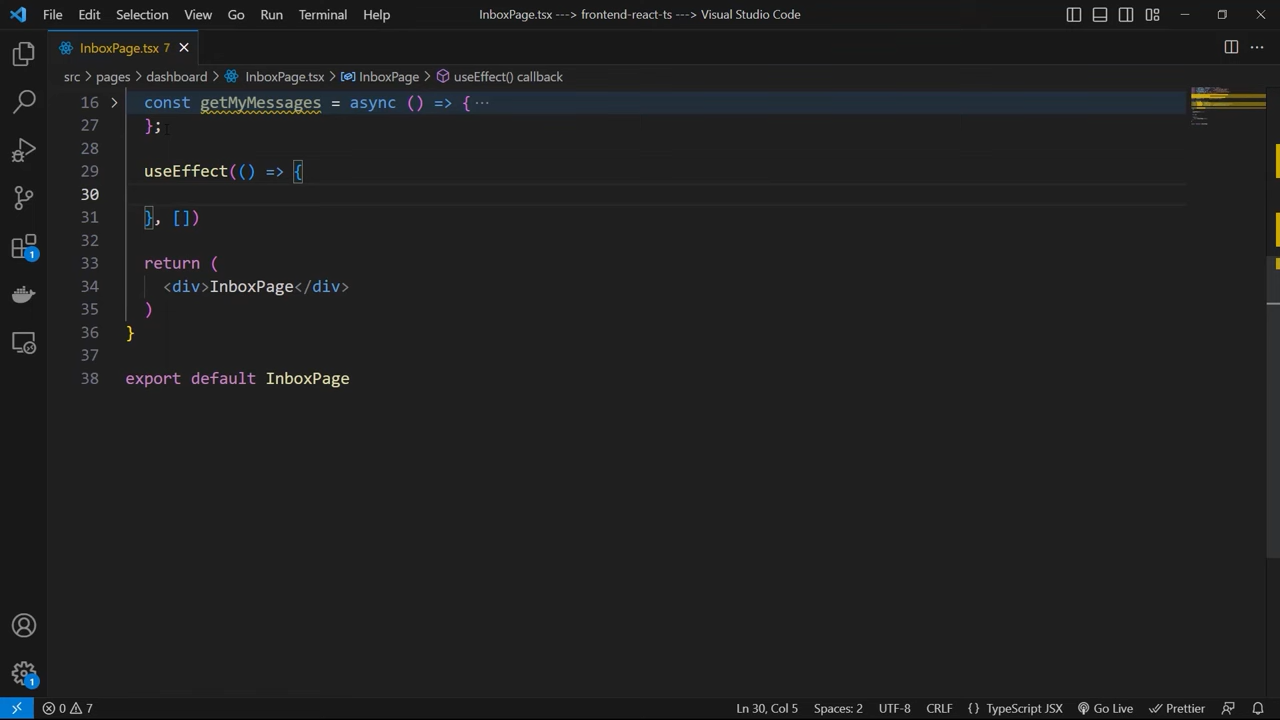 File Edit Selection View Go Run Terminal Help InboxPage.tsx ---> frontend-react-ts ---> Visual Studio Code
InboxPage.tsx 7
src > pages > dashboard > InboxPage.tsx > InboxPage > useEffect() callback
16 const getMyMessages = async () => { ···
27 };
28
29 useEffect(() => {
30
31 }, [])
32
33 return (
34 <div>InboxPage</div>
35 )
36 }
37
38 export default InboxPage
1
1
0 7 Ln 30, Col 5 Spaces: 2 UTF-8 CRLF {} TypeScript JSX Go Live Prettier